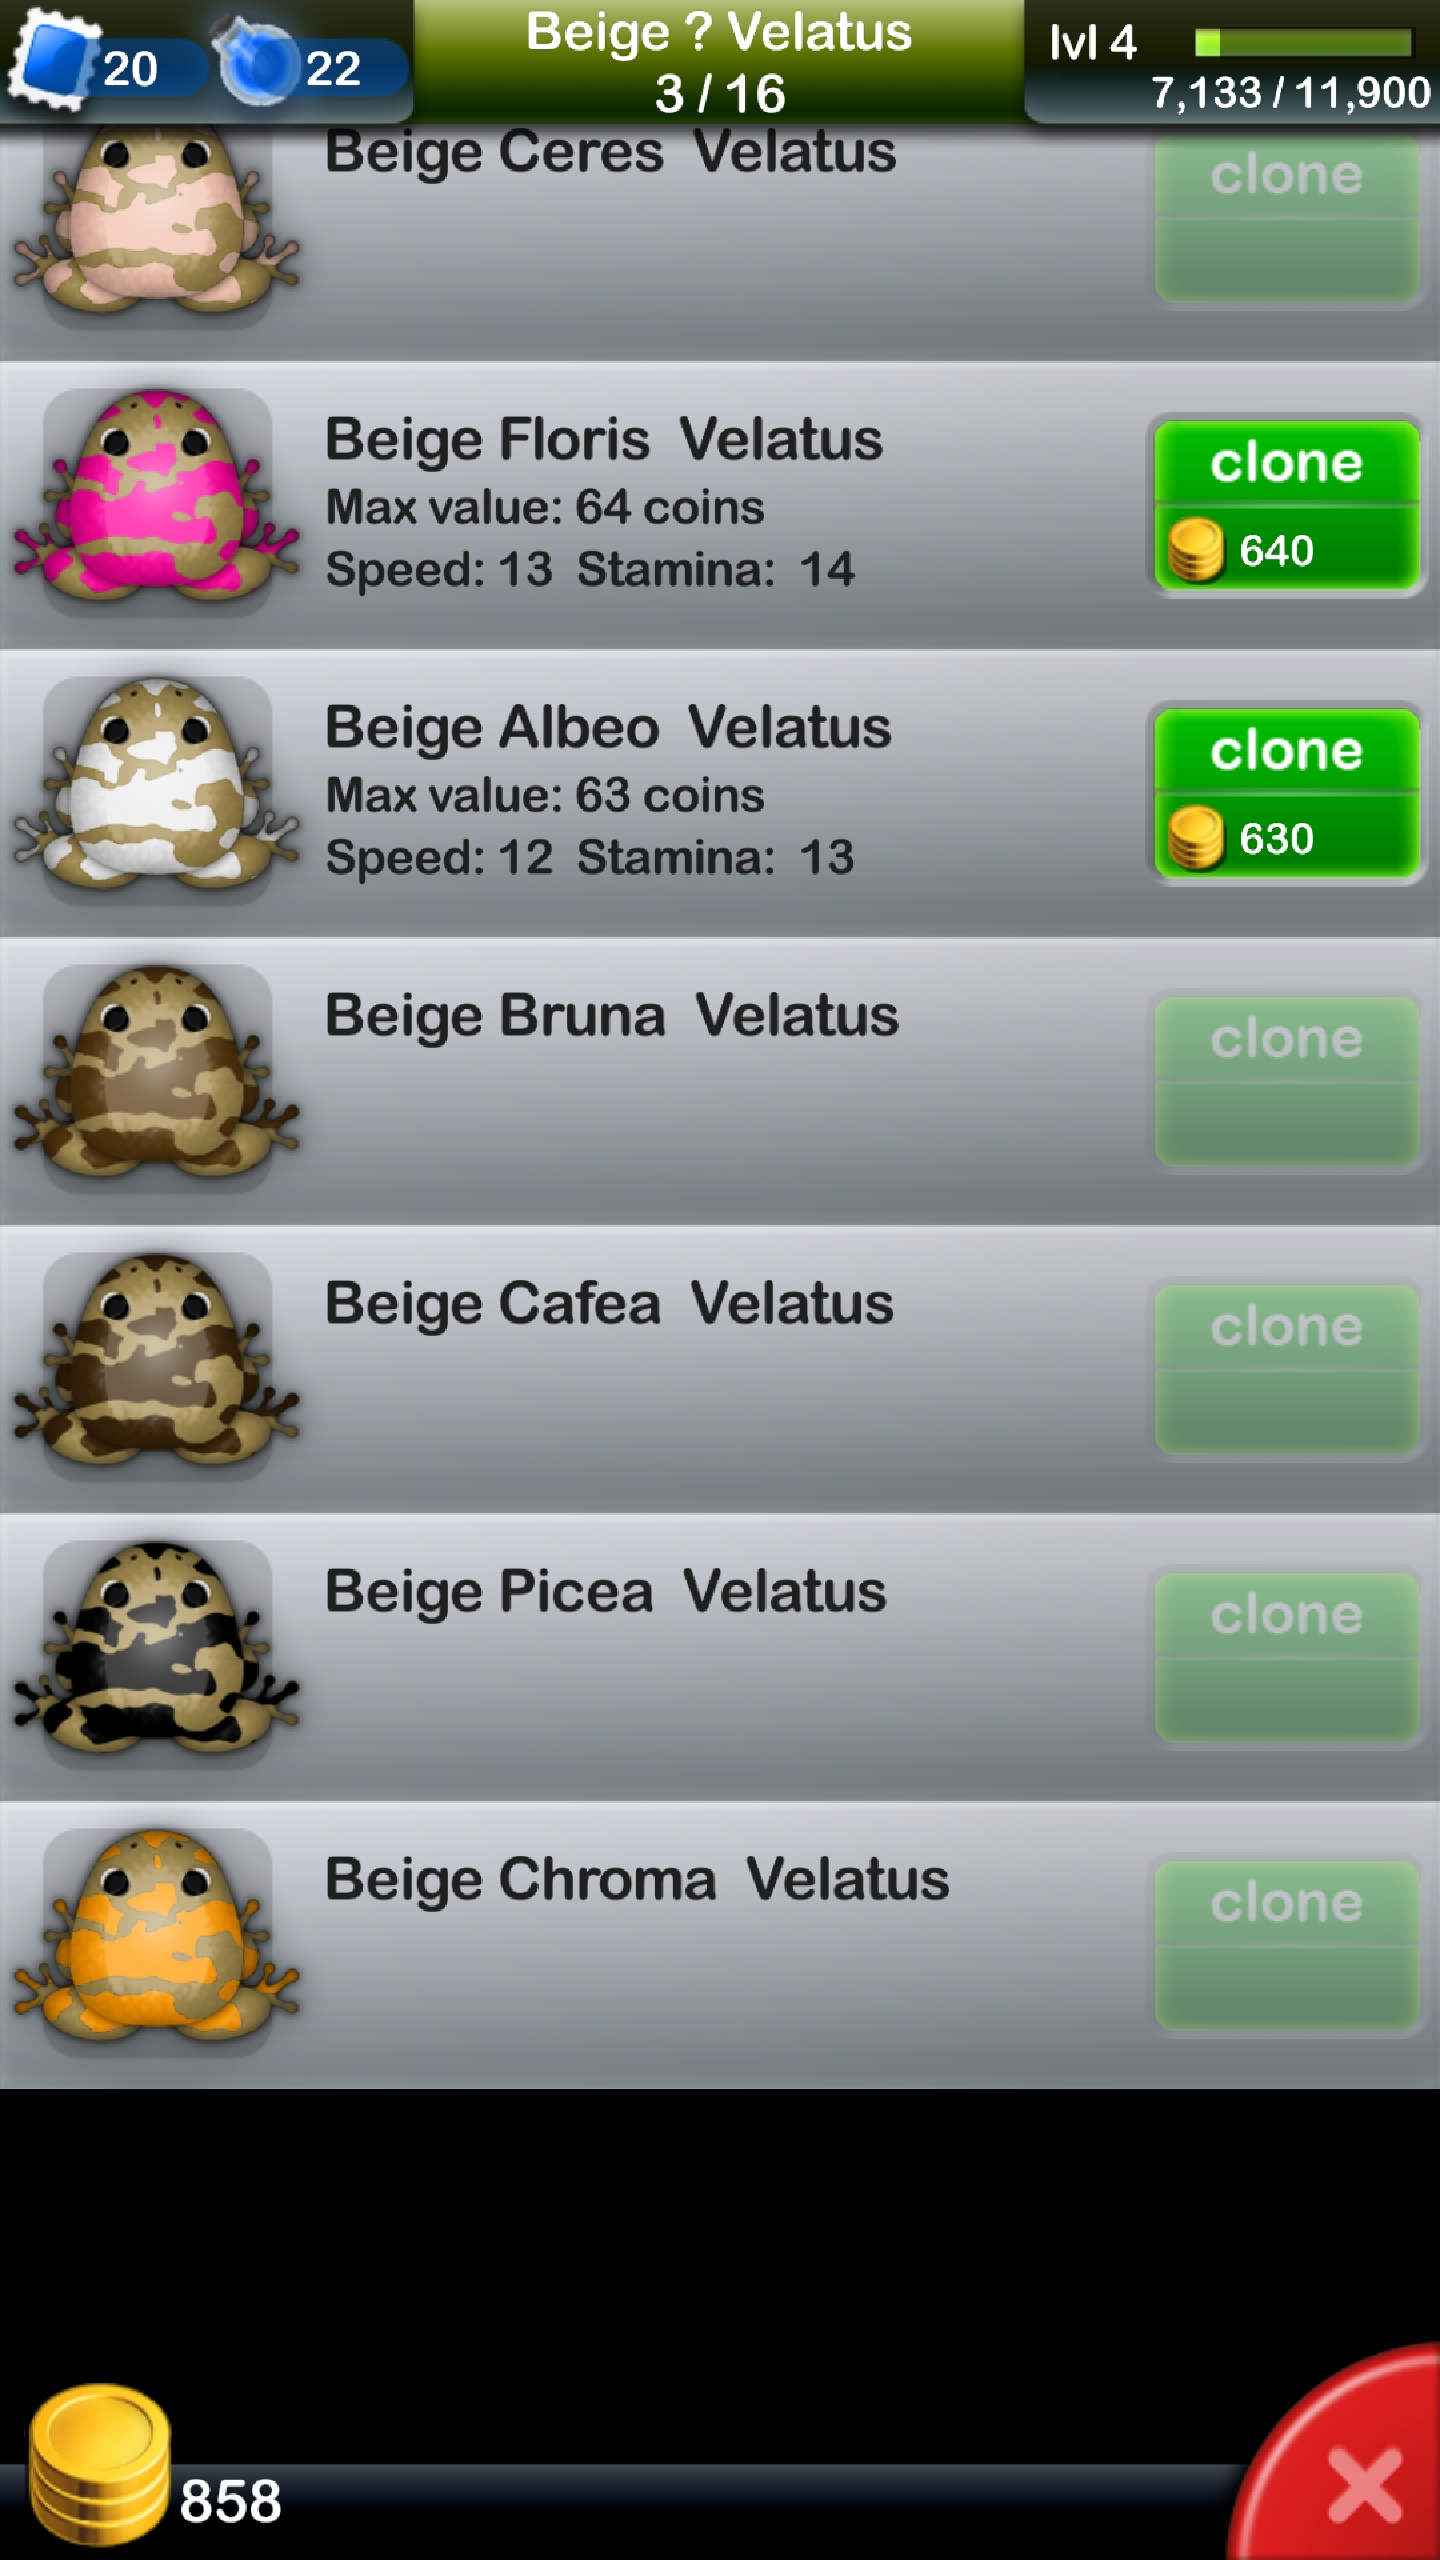 20
22
Beige ? Velatus
3 / 16
lvl 4
7,133 / 11,900
Beige Ceres Velatus
clone
Beige Floris Velatus
Max value: 64 coins
Speed: 13 Stamina: 14
clone
640
Beige Albeo Velatus
Max value: 63 coins
Speed: 12 Stamina: 13
clone
630
Beige Bruna Velatus
clone
Beige Cafea Velatus
clone
Beige Picea Velatus
clone
Beige Chroma Velatus
clone
858